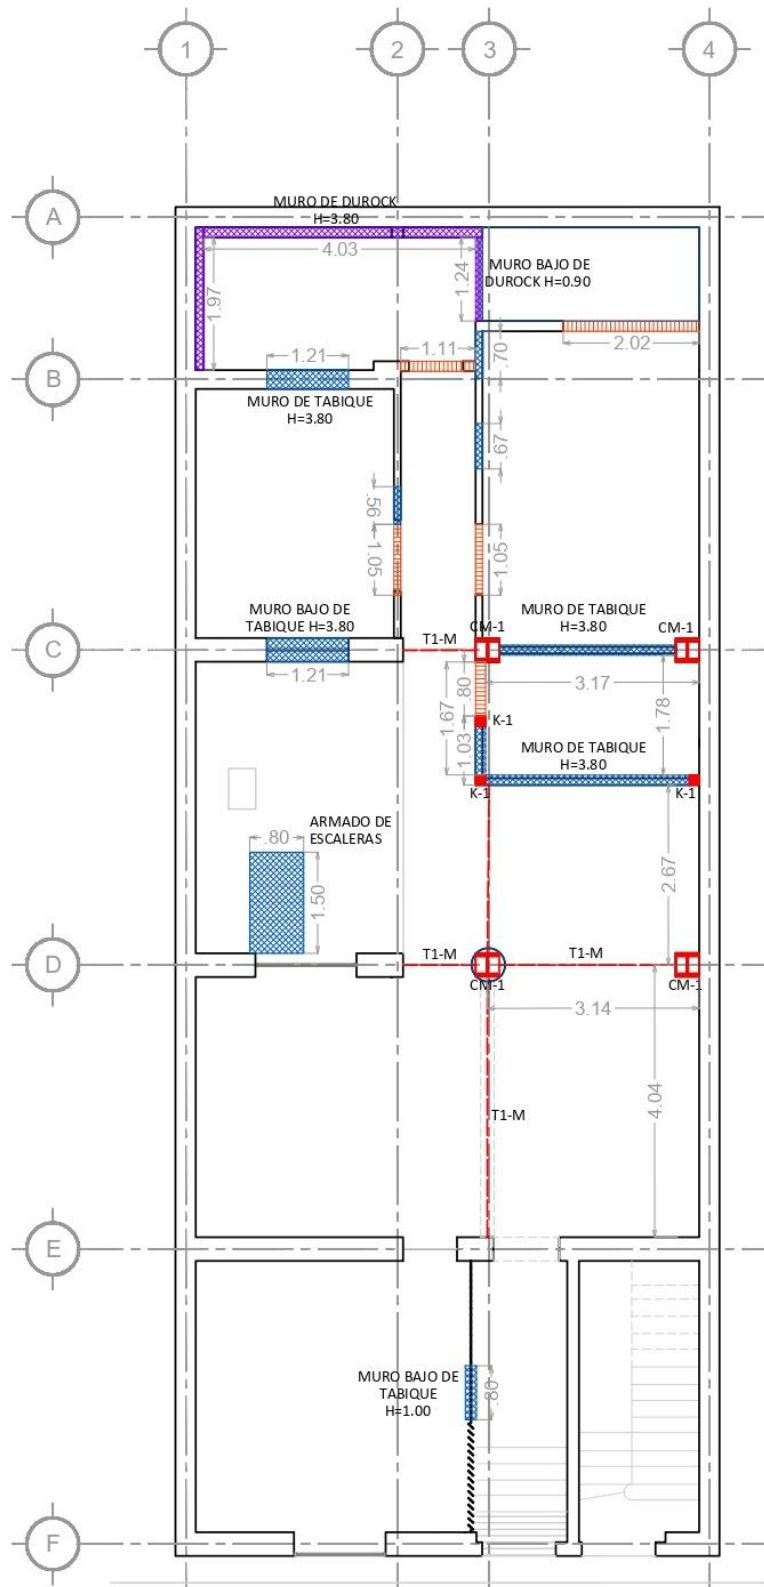 1
2
3
4
A
MURO DE DUROCK
H=3.80
4.03
1.97
1.24
MURO BAJO DE
DUROCK H=0.90
2.02
.70
1.11
1.21
B
MURO DE TABIQUE
H=3.80
.67
.56
1.05
1.05
MURO BAJO DE
TABIQUE H=3.80
T1-M
CM-1
MURO DE TABIQUE
H=3.80
CM-1
C
1.21
3.17
.80
1.67
1.03
K-1
1.78
MURO DE TABIQUE
H=3.80
K-1
K-1
ARMADO DE
ESCALERAS
.80
1.50
2.67
D
T1-M
T1-M
CM-1
CM-1
3.14
4.04
T1-M
E
MURO BAJO DE
TABIQUE
H=1.00
.80
F